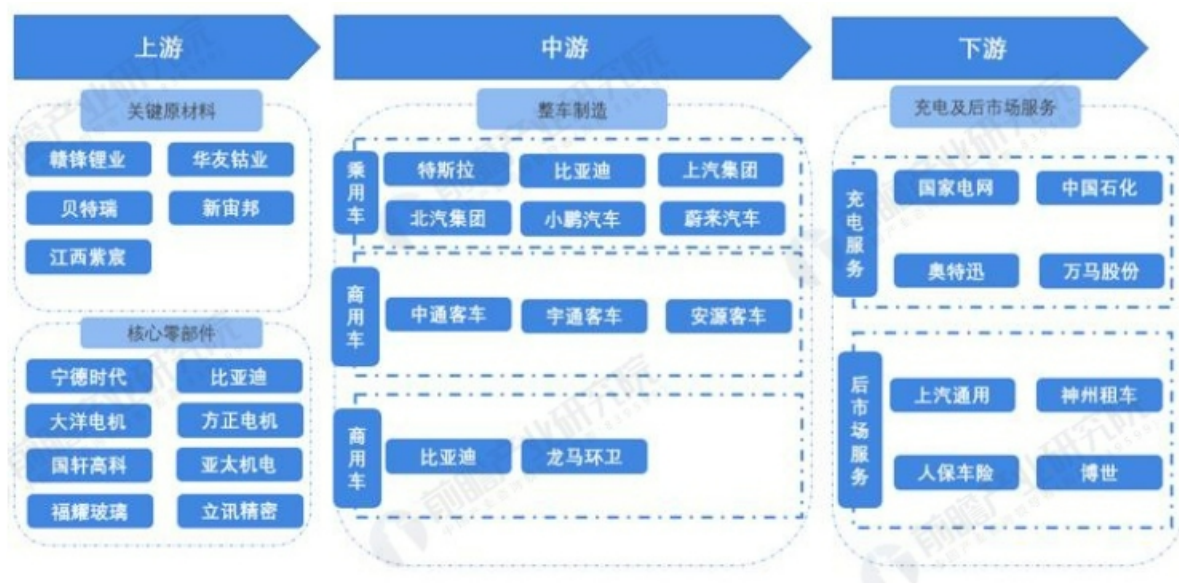 上游
中游
下游
关键原材料
赣锋锂业 华友钴业
贝特瑞 新宙邦
江西紫宸
核心零部件
宁德时代 比亚迪
大洋电机 方正电机
国轩高科 亚太机电
福耀玻璃 立讯精密
整车制造
乘用车
特斯拉 比亚迪 上汽集团
北汽集团 小鹏汽车 蔚来汽车
商用车
中通客车 宇通客车 安源客车
商用车
比亚迪 龙马环卫
充电及后市场服务
充电服务
国家电网 中国石化
奥特迅 万马股份
后市场服务
上汽通用 神州租车
人保车险 博世
前瞻产业研究院